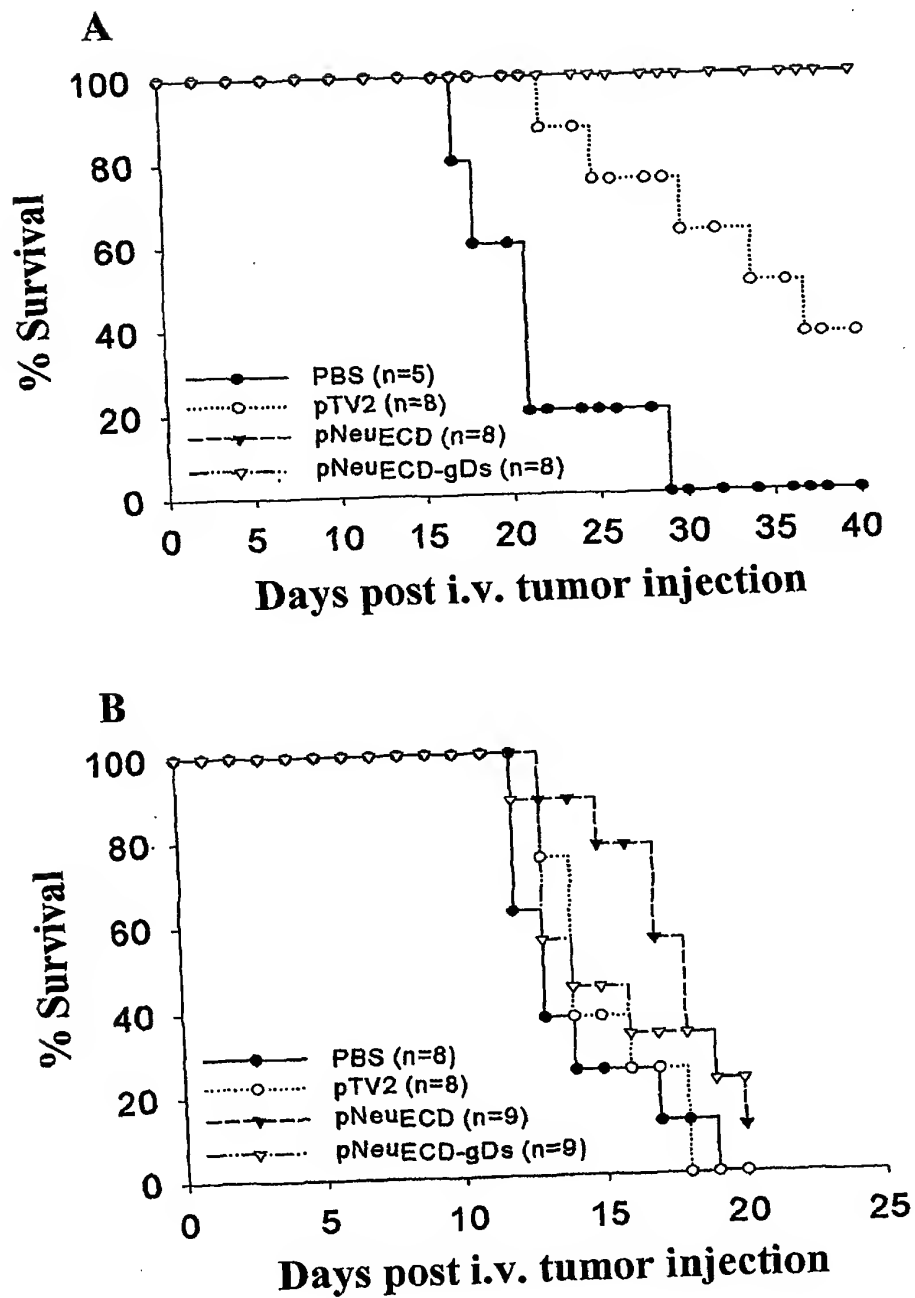 A
% Survival
100
80
60
40
20
0
PBS (n=5)
pTV2 (n=8)
pNeuECD (n=8)
pNeuECD-gDs (n=8)
0 5 10 15 20 25 30 35 40
Days post i.v. tumor injection
B
% Survival
100
80
60
40
20
0
PBS (n=8)
pTV2 (n=8)
pNeuECD (n=9)
pNeuECD-gDs (n=9)
0 5 10 15 20 25
Days post i.v. tumor injection